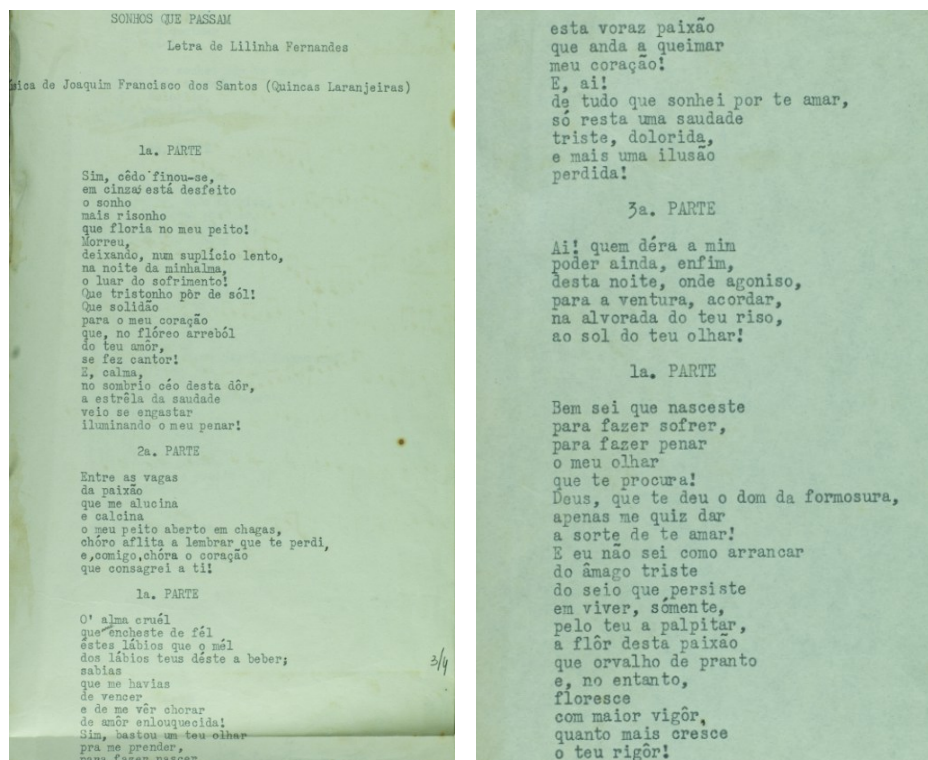 SONHOS QUE PASSAM
Letra de Lilinha Fernandes
de Joaquim Francisco dos Santos (Quincas Laranjeiras)
1a. PARTE
Sim, cêdo finou-se,
em cinza está desfeito
o sonho
mais risonho
que floria no meu peito!
Morreu,
deixando, num suplício lento,
na noite da minhalma,
o luar do sofrimento!
Que tristonho pôr de sól!
Que solidão
para o meu coração
que, no flóreo arreból
do teu amôr,
se fez cantor!
E, calma,
no sombrio céo desta dôr,
a estrêla da saudade
veio se engastar
iluminando o meu penar!
2a. PARTE
Entre as vagas
da paixão
que me alucina
e calcina
o meu peito aberto em chagas,
chóro aflita a lembrar que te perdi,
e,comigo,chóra o coração
que consagrei a ti!
1a. PARTE
O' alma cruél
que encheste de fél
êstes lábios que o mél
dos lábios teus déste a beber;
sabias
que me havias
de vencer
e de me vêr chorar
de amôr enlouquecida!
Sim, bastou um teu olhar
pra me prender,
para fazer nascer
3/4
esta voraz paixão
que anda a queimar
meu coração!
E, ai!
de tudo que sonhei por te amar,
só resta uma saudade
triste, dolorida,
e mais uma ilusão
perdida!
3a. PARTE
Ai! quem déra a mim
poder ainda, enfim,
desta noite, onde agoniso,
para a ventura, acordar,
na alvorada do teu riso,
ao sol do teu olhar!
1a. PARTE
Bem sei que nasceste
para fazer sofrer,
para fazer penar
o meu olhar
que te procura!
Deus, que te deu o dom da formosura,
apenas me quiz dar
a sorte de te amar!
E eu não sei como arrancar
do âmago triste
do seio que persiste
em viver, sómente,
pelo teu a palpitar,
a flôr desta paixão
que orvalho de pranto
e, no entanto,
floresce
com maior vigôr,
quanto mais cresce
o teu rigôr!